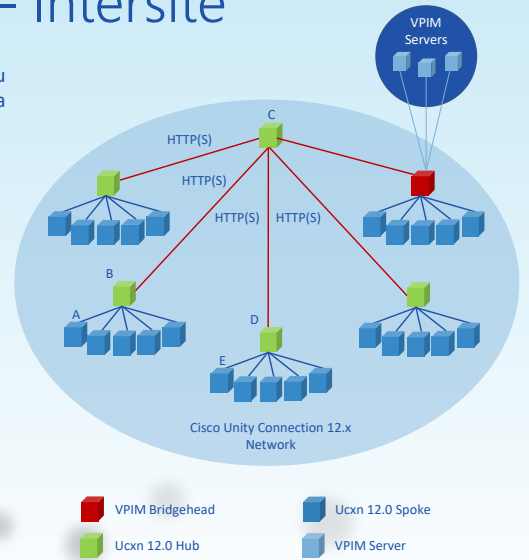 – Intersite
u
a
VPIM
Servers
C
HTTP(S)
HTTP(S)
HTTP(S)
HTTP(S)
B
A
D
E
Cisco Unity Connection 12.x
Network
VPIM Bridgehead
Ucxn 12.0 Spoke
Ucxn 12.0 Hub
VPIM Server